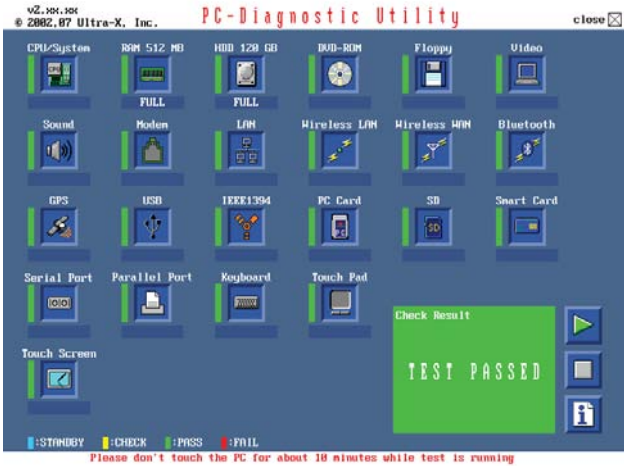 v2.xx.xx
© 2002,07 Ultra-X, Inc.
PC-Diagnostic Utility
close
CPU/System
RAM 512 MB
HDD 120 GB
DVD-ROM
Floppy
Video
CPU
FULL
FULL
Sound
Modem
LAN
Wireless LAN
Wireless WAN
Bluetooth
GPS
USB
IEEE1394
PC Card
SD
Smart Card
SD
Serial Port
Parallel Port
Keyboard
Touch Pad
Check Result
TEST PASSED
Touch Screen
:STANDBY
:CHECK
:PASS
:FAIL
Please don't touch the PC for about 10 minutes while test is running